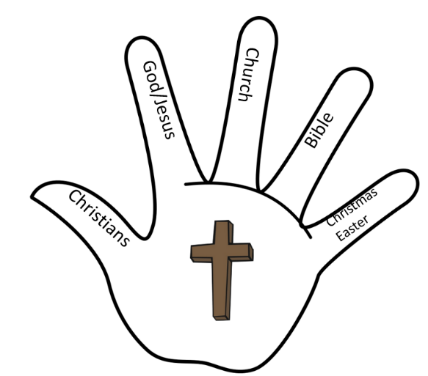 Christians
God/Jesus
Church
Bible
Christmas
Easter